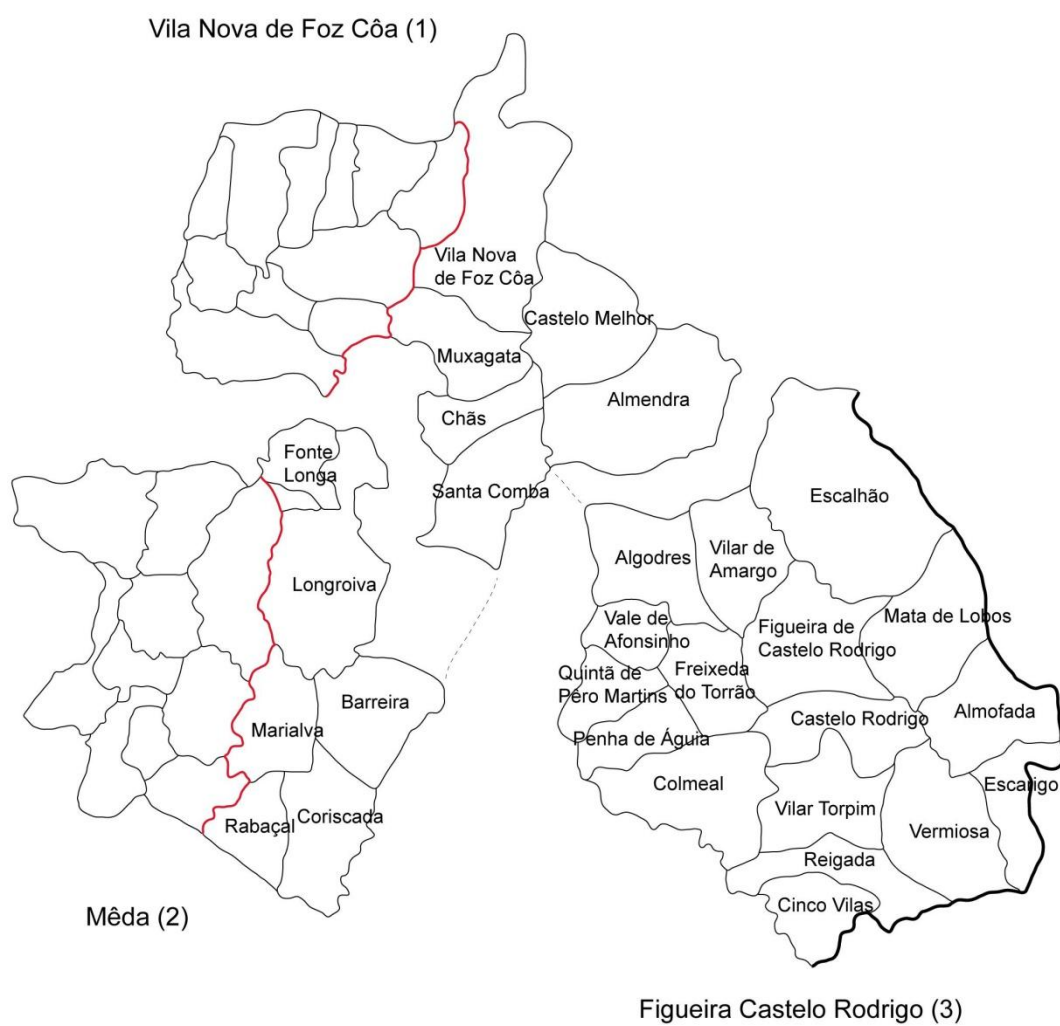 Vila Nova de Foz Côa (1)
Vila Nova
de Foz Côa
Castelo Melhor
Muxagata
Almendra
Chãs
Santa Comba
Fonte
Longa
Longroiva
Barreira
Marialva
Coriscada
Rabaçal
Mêda (2)
Escalhão
Algodres
Vilar de
Amargo
Mata de Lobos
Vale de
Afonsinho
Figueira de
Castelo Rodrigo
Quintã de
Péro Martins
Freixeda
do Torrão
Almofada
Castelo Rodrigo
Penha de Águia
Colmeal
Escarigo
Vilar Torpim
Vermiosa
Reigada
Cinco Vilas
Figueira Castelo Rodrigo (3)